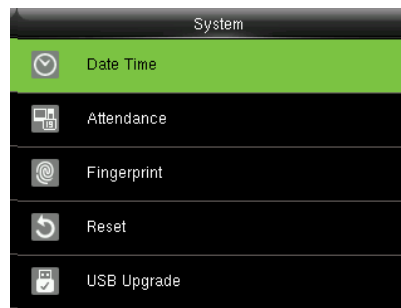 System
Date Time
Attendance
Fingerprint
Reset
USB Upgrade